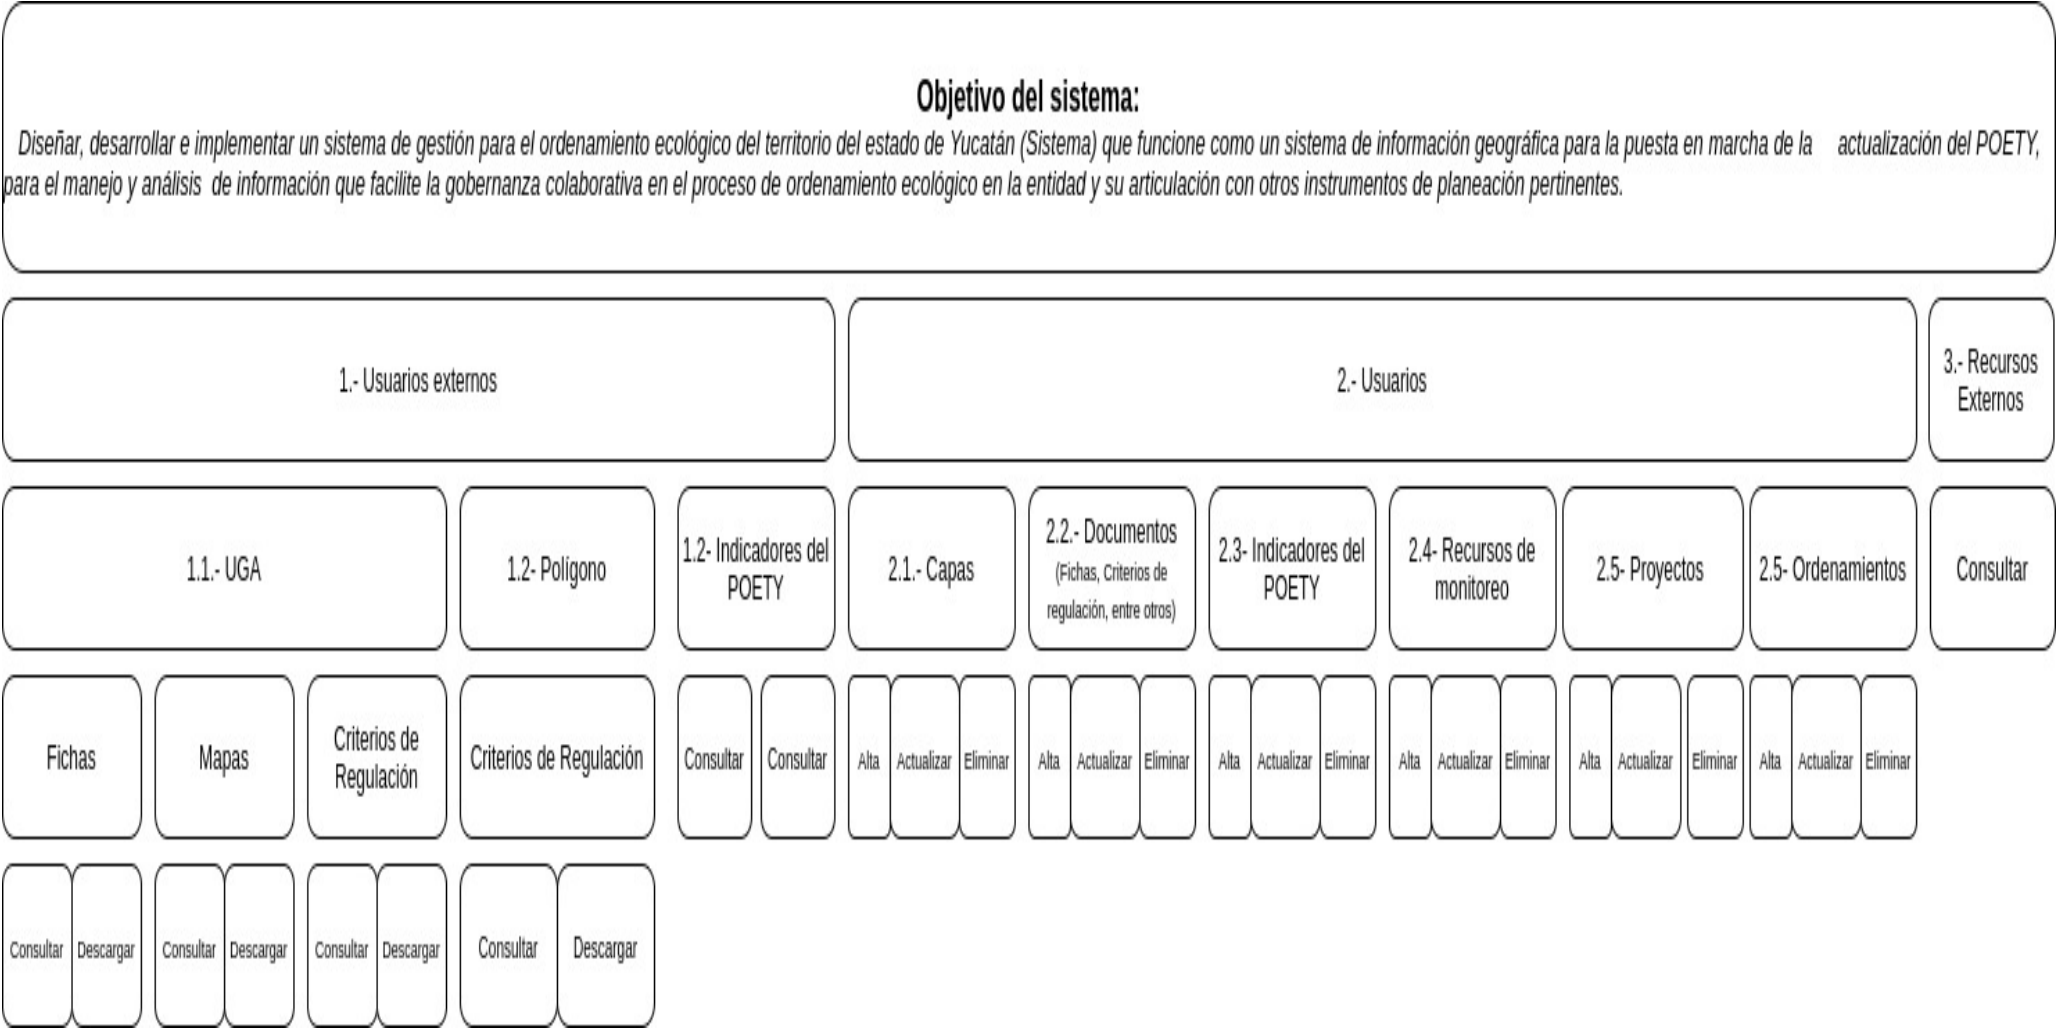 Objetivo del sistema:
Diseñar, desarrollar e implementar un sistema de gestión para el ordenamiento ecológico del territorio del estado de Yucatán (Sistema) que funcione como un sistema de información geográfica para la puesta en marcha de la actualización del POETY,
para el manejo y análisis de información que facilite la gobernanza colaborativa en el proceso de ordenamiento ecológico en la entidad y su articulación con otros instrumentos de planeación pertinentes.
1.- Usuarios externos
2.- Usuarios
3.- Recursos
Externos
1.1.- UGA
1.2- Polígono
1.2- Indicadores del
POETY
2.1.- Capas
2.2.- Documentos
(Fichas, Criterios de
regulación, entre otros)
2.3- Indicadores del
POETY
2.4- Recursos de
monitoreo
2.5- Proyectos
2.5- Ordenamientos
Consultar
Fichas
Mapas
Criterios de
Regulación
Criterios de Regulación
Consultar
Consultar
Alta
Actualizar
Eliminar
Alta
Actualizar
Eliminar
Alta
Actualizar
Eliminar
Alta
Actualizar
Eliminar
Alta
Actualizar
Eliminar
Alta
Actualizar
Eliminar
Consultar
Descargar
Consultar
Descargar
Consultar
Descargar
Consultar
Descargar